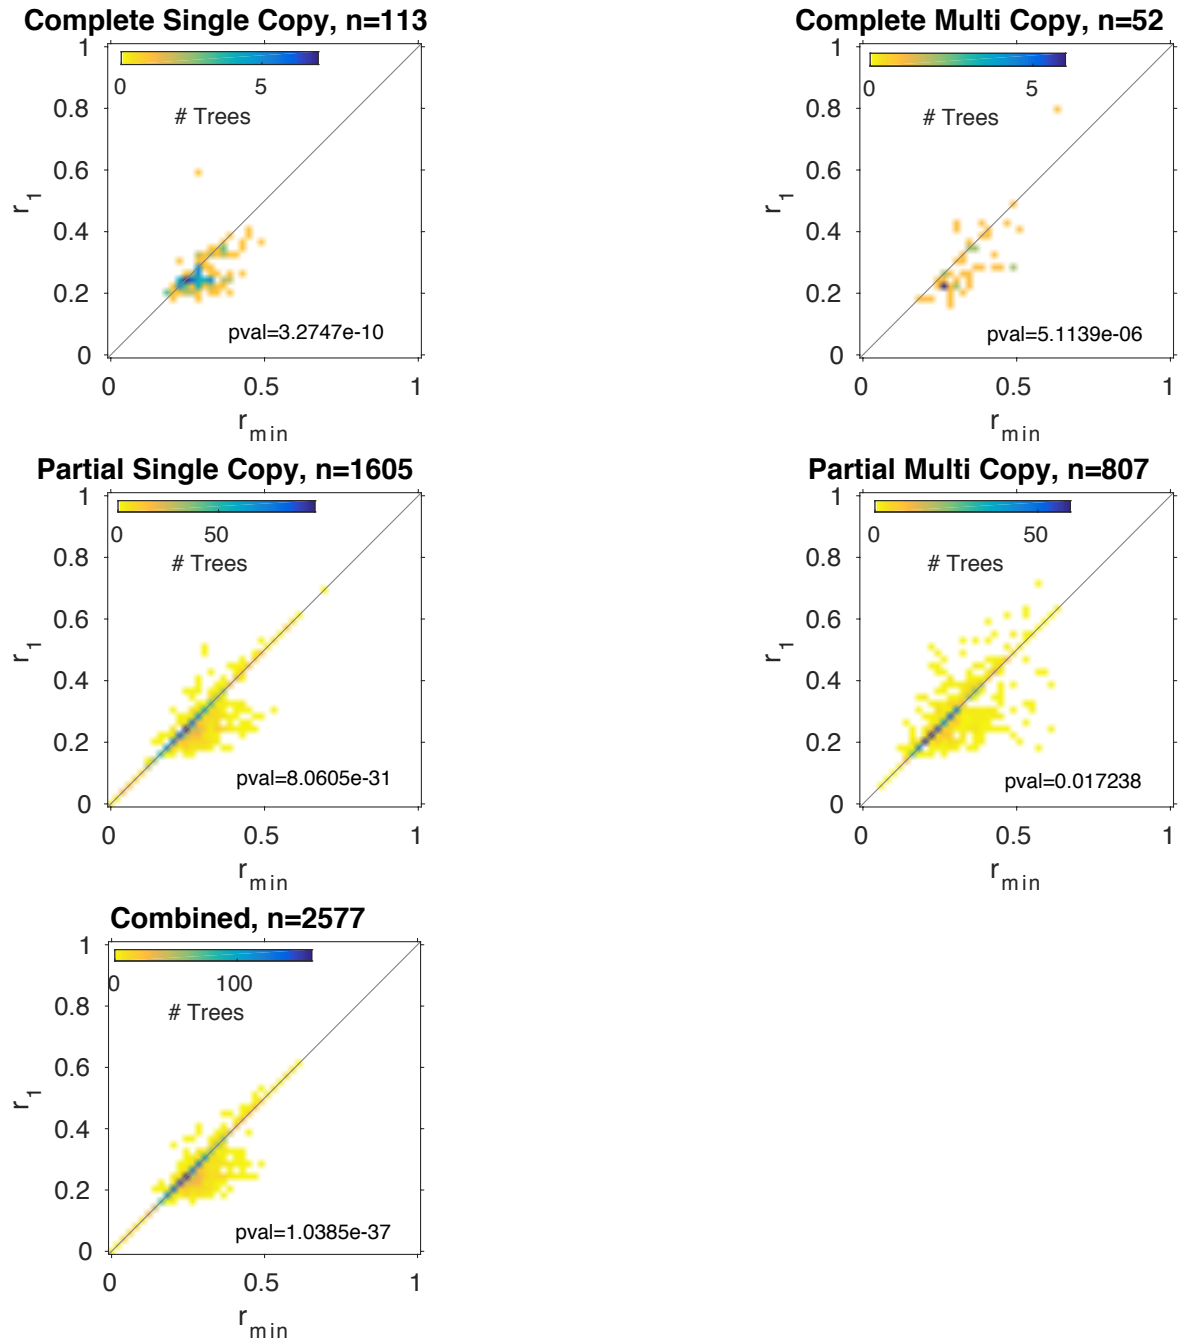 Complete Single Copy, n=113
1
0.8
0.6
0.4
0.2
0
r1
0 5
# Trees
pval=3.2747e-10
0 0.5 1
rmin
Complete Multi Copy, n=52
1
0.8
0.6
0.4
0.2
0
r1
0 5
# Trees
pval=5.1139e-06
0 0.5 1
rmin
Partial Single Copy, n=1605
1
0.8
0.6
0.4
0.2
0
r1
0 50
# Trees
pval=8.0605e-31
0 0.5 1
rmin
Partial Multi Copy, n=807
1
0.8
0.6
0.4
0.2
0
r1
0 50
# Trees
pval=0.017238
0 0.5 1
rmin
Combined, n=2577
1
0.8
0.6
0.4
0.2
0
r1
0 100
# Trees
pval=1.0385e-37
0 0.5 1
rmin